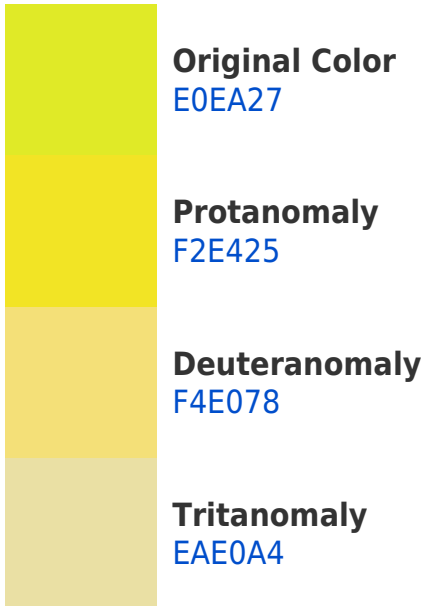 Original Color
E0EA27
Protanomaly
F2E425
Deuteranomaly
F4E078
Tritanomaly
EAE0A4